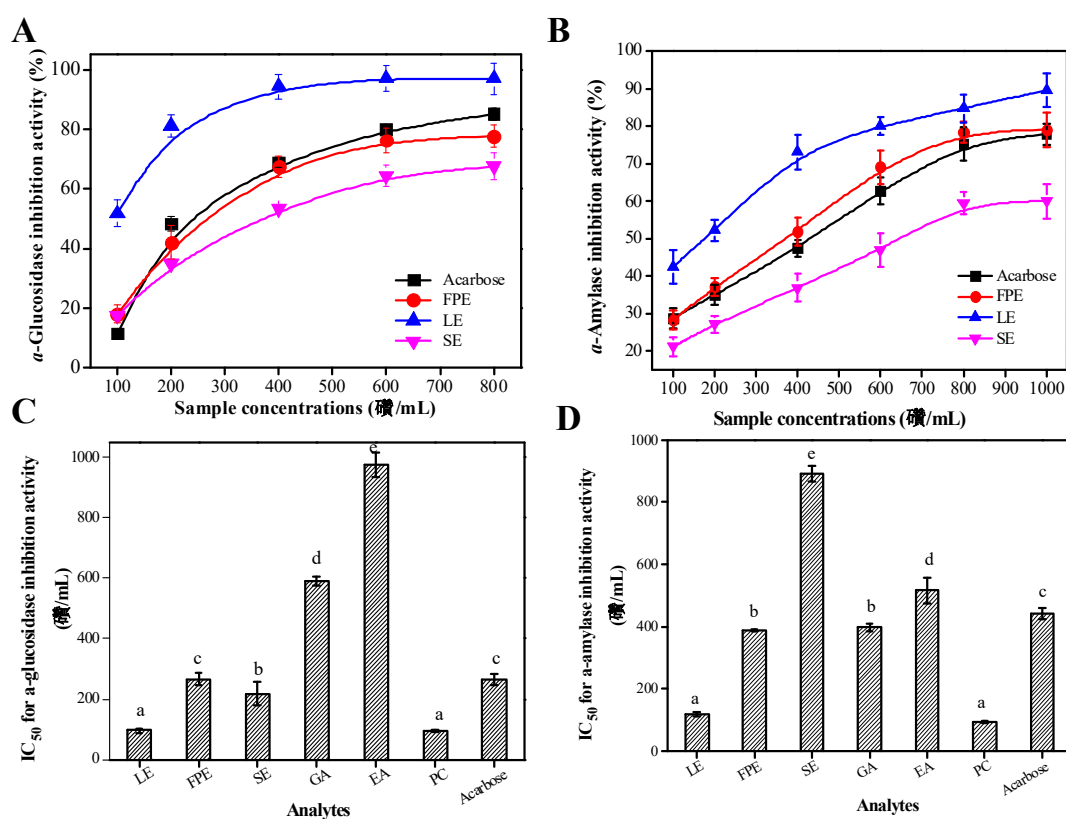 A
α-Glucosidase inhibition activity (%)
100
80
60
40
20
0
Acarbose
FPE
LE
SE
100 200 300 400 500 600 700 800
Sample concentrations (礸/mL)
B
α-Amylase inhibition activity (%)
100
90
80
70
60
50
40
30
20
Acarbose
FPE
LE
SE
100 200 300 400 500 600 700 800 900 1000
Sample concentrations (礸/mL)
C
IC50 for a-glucosidase inhibition activity
(礸/mL)
1000
800
600
400
200
0
a c b d e a c
LE FPE SE GA EA PC Acarbose
Analytes
D
IC50 for a-amylase inhibition activity
(礸/mL)
1000
800
600
400
200
0
a b e b d a c
LE FPE SE GA EA PC Acarbose
Analytes